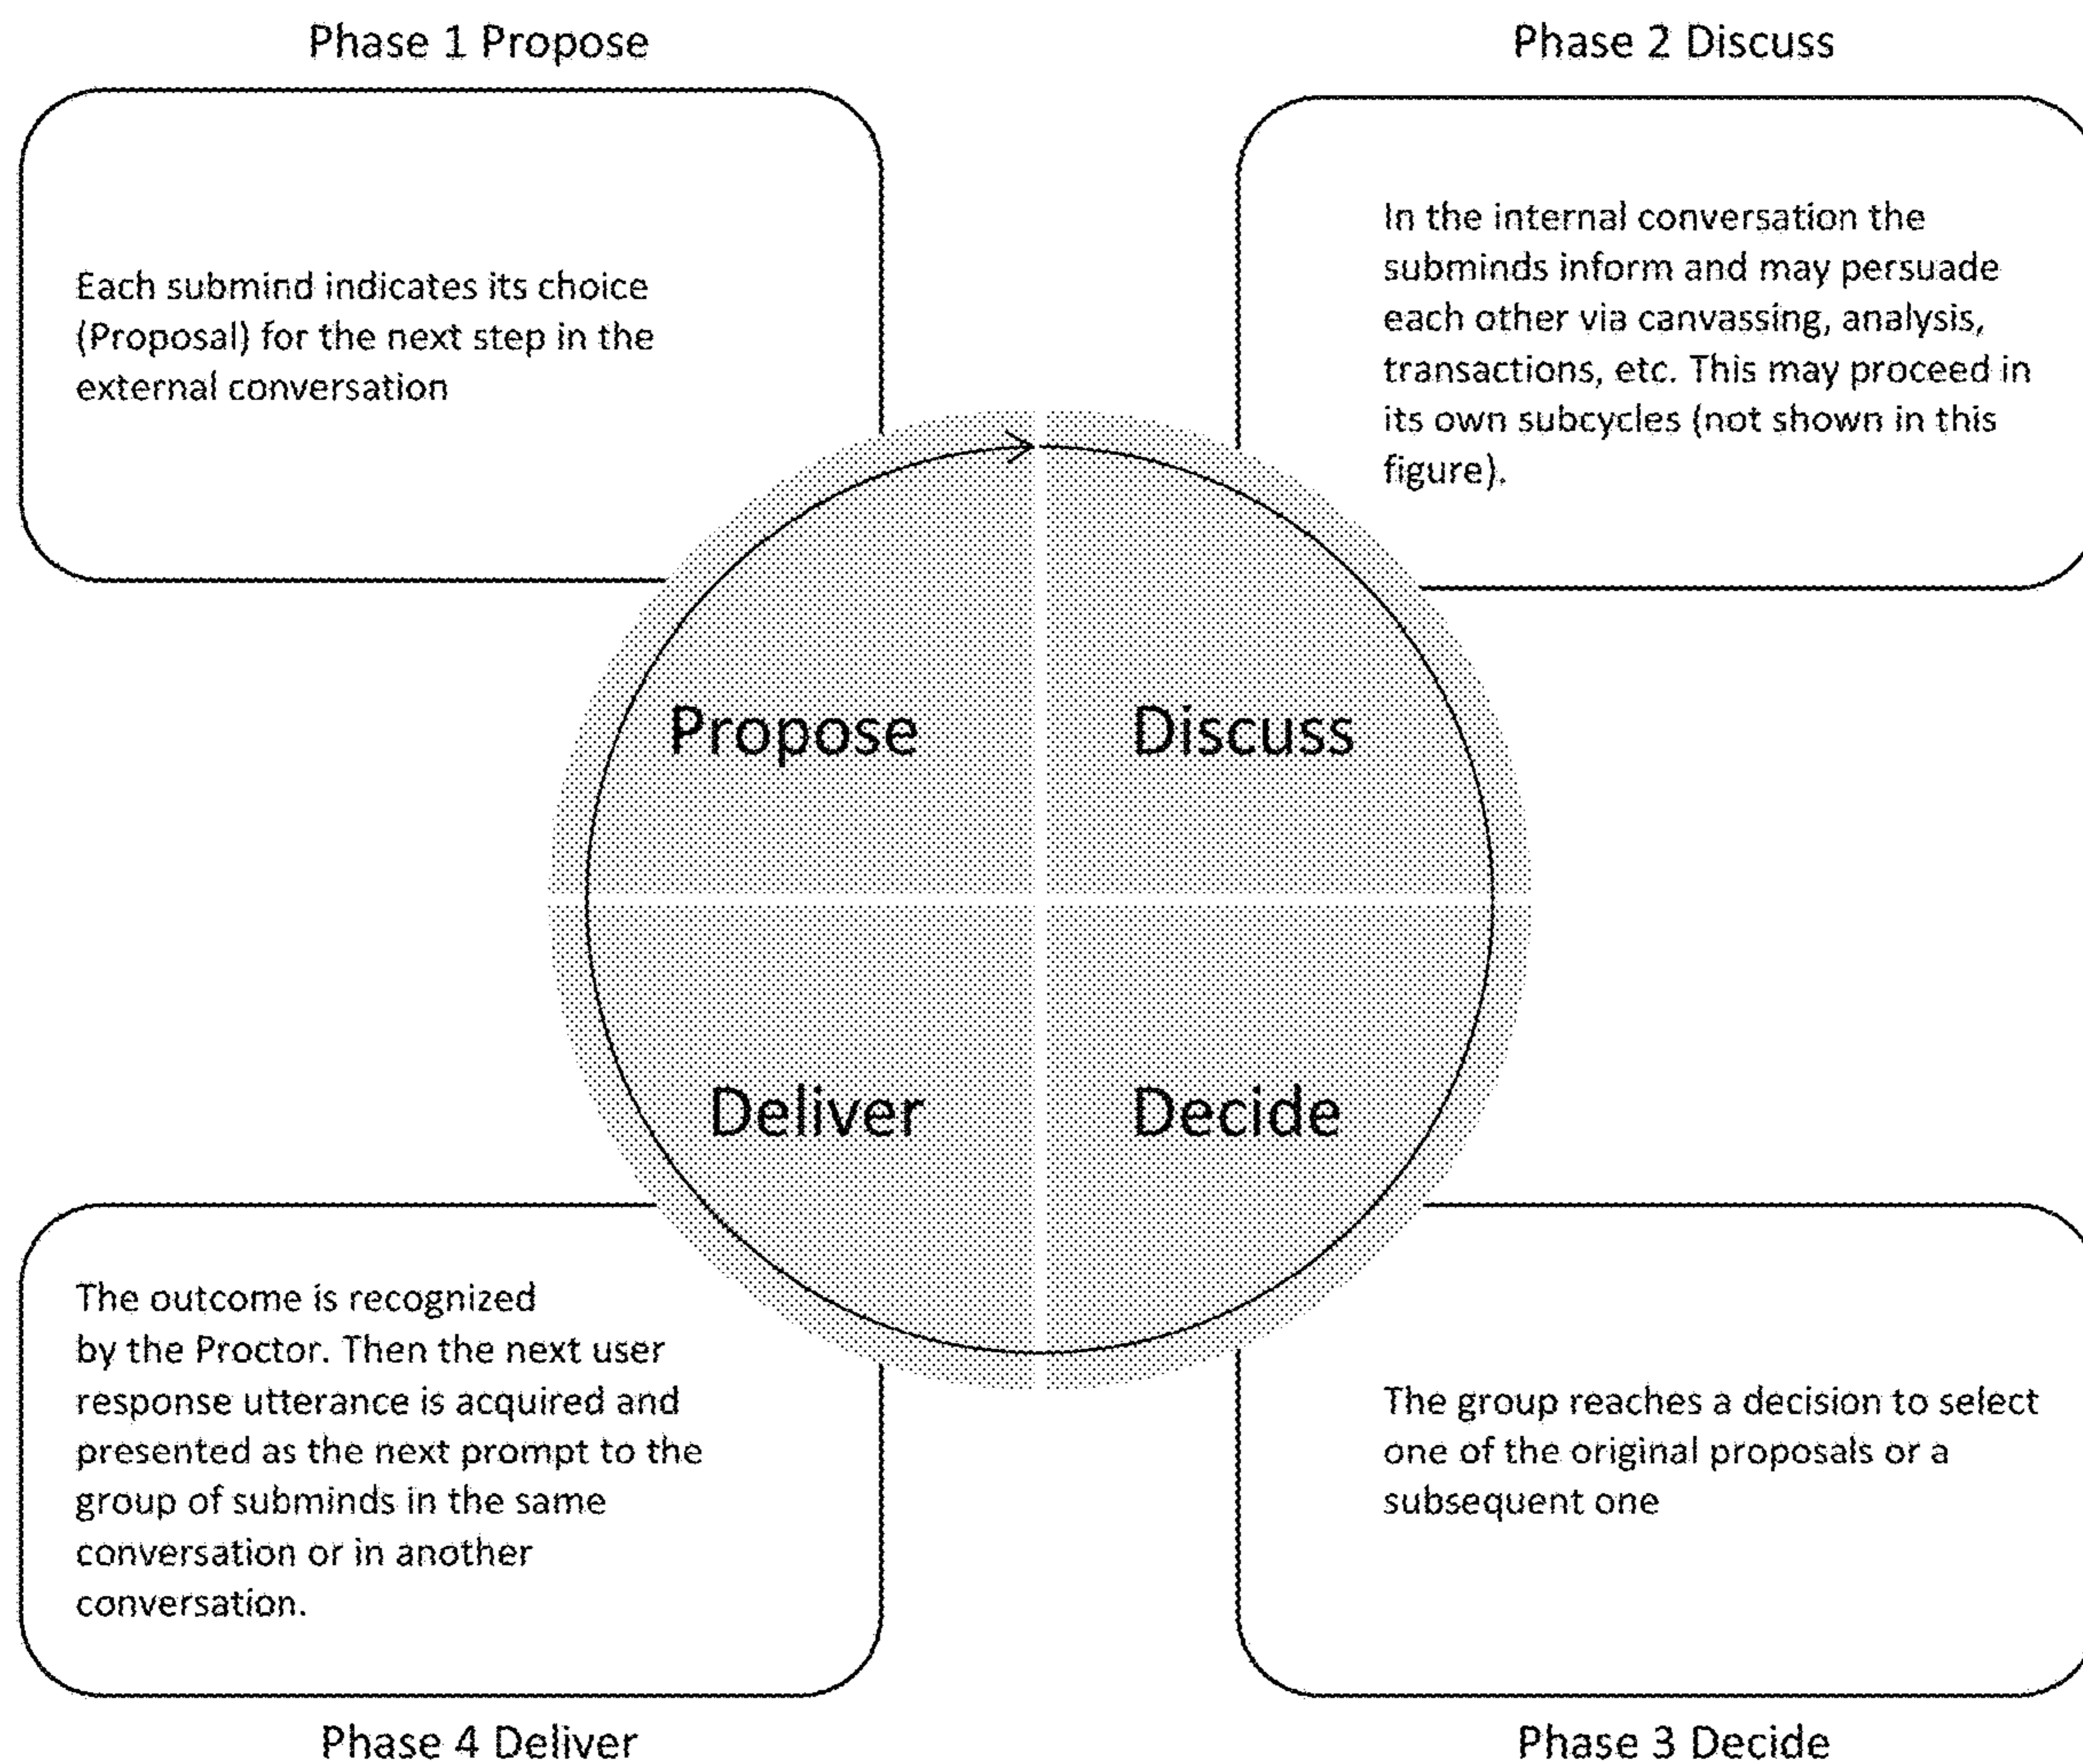 Phase 1 Propose
Each submind indicates its choice
(Proposal) for the next step in the
external conversation
Phase 2 Discuss
In the internal conversation the
subminds inform and may persuade
each other via canvassing, analysis,
transactions, etc. This may proceed in
its own subcycles (not shown in this
figure).
Propose
Discuss
Deliver
Decide
The outcome is recognized
by the Proctor. Then the next user
response utterance is acquired and
presented as the next prompt to the
group of subminds in the same
conversation or in another
conversation.
Phase 4 Deliver
The group reaches a decision to select
one of the original proposals or a
subsequent one
Phase 3 Decide